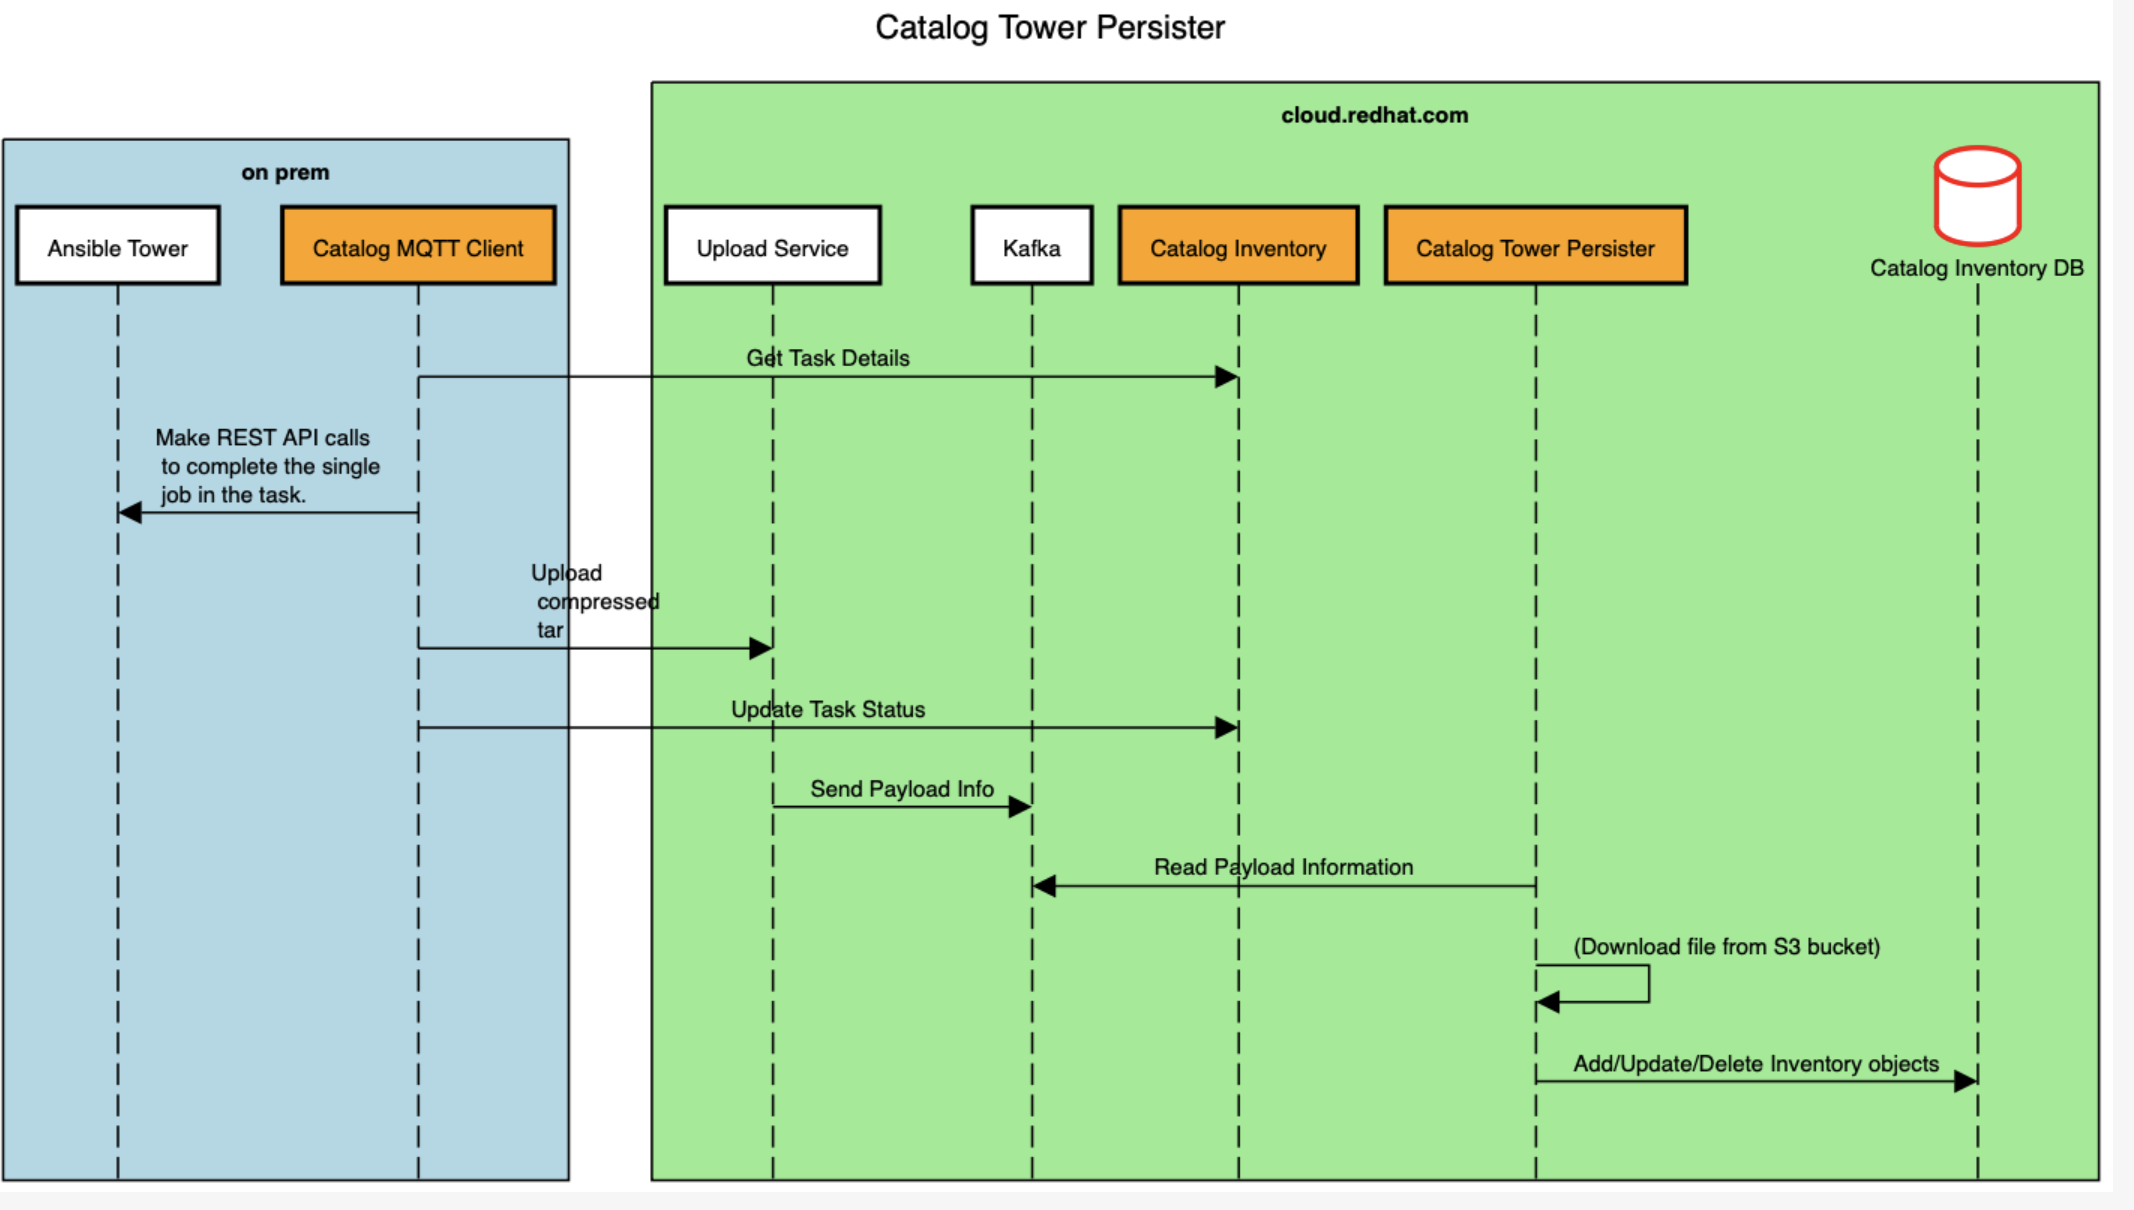 Catalog Tower Persister
cloud.redhat.com
on prem
Ansible Tower
Catalog MQTT Client
Upload Service
Kafka
Catalog Inventory
Catalog Tower Persister
Catalog Inventory DB
Get Task Details
Make REST API calls
to complete the single
job in the task.
Upload
compressed
tar
Update Task Status
Send Payload Info
Read Payload Information
(Download file from S3 bucket)
Add/Update/Delete Inventory objects